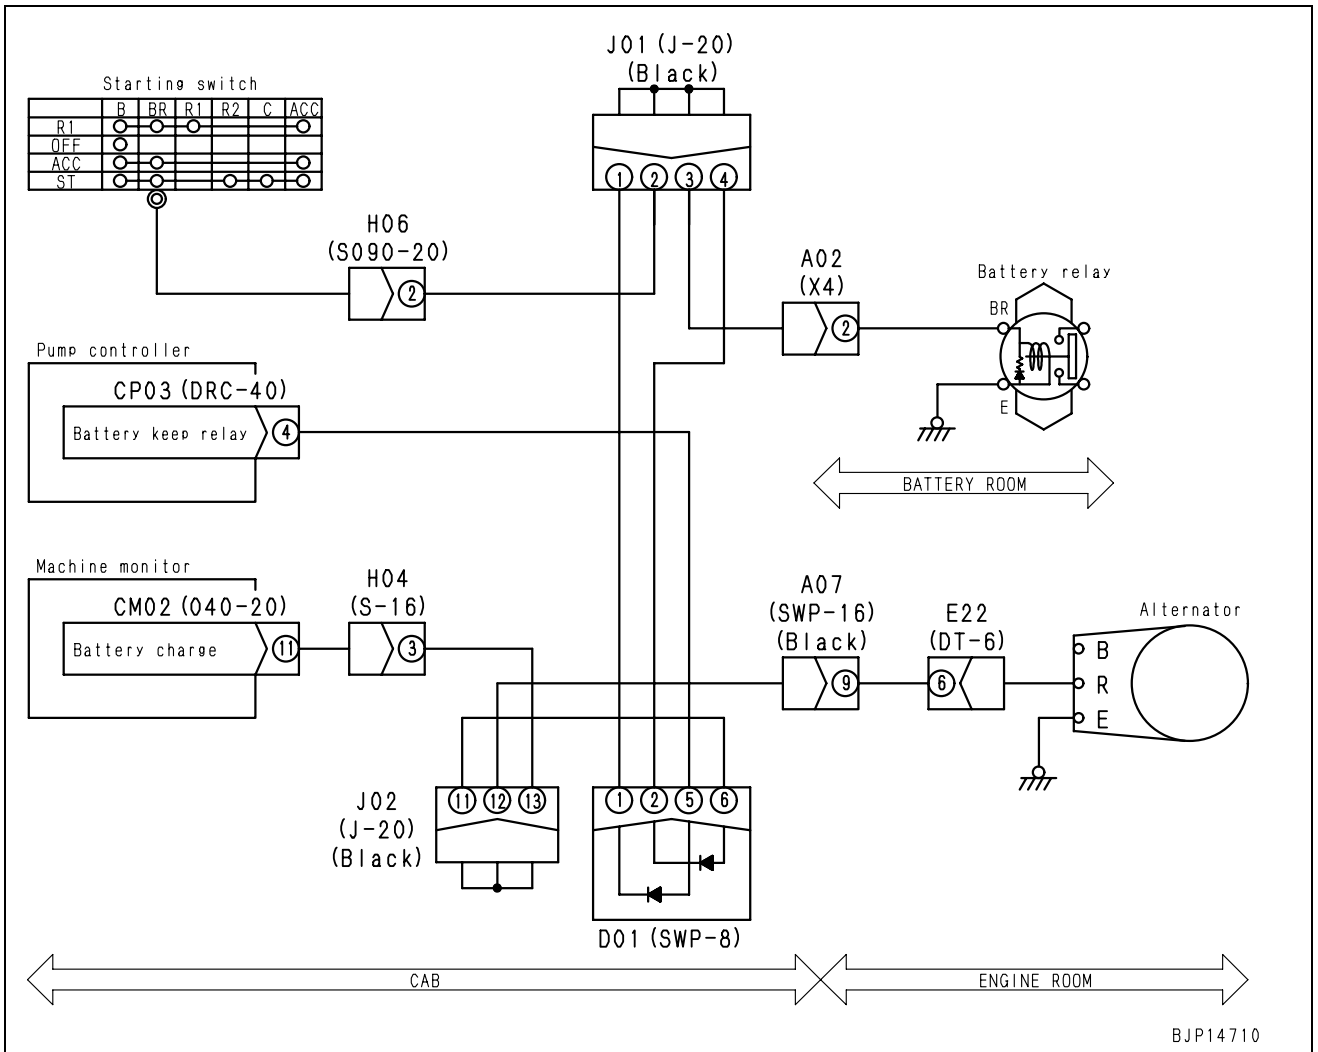 J01 (J-20)
(Black)
Starting switch
B BR R1 R2 C ACC
R1
OFF
ACC
ST
1 2 3 4
H06
(S090-20)
2
A02
(X4)
2
Battery relay
BR
E
Pump controller
CP03 (DRC-40)
Battery keep relay
4
BATTERY ROOM
Machine monitor
CM02 (040-20)
Battery charge
11
H04
(S-16)
3
A07
(SWP-16)
(Black)
9
E22
(DT-6)
6
Alternator
B
R
E
J02
(J-20)
(Black)
11 12 13
1 2 5 6
D01 (SWP-8)
CAB
ENGINE ROOM
BJP14710